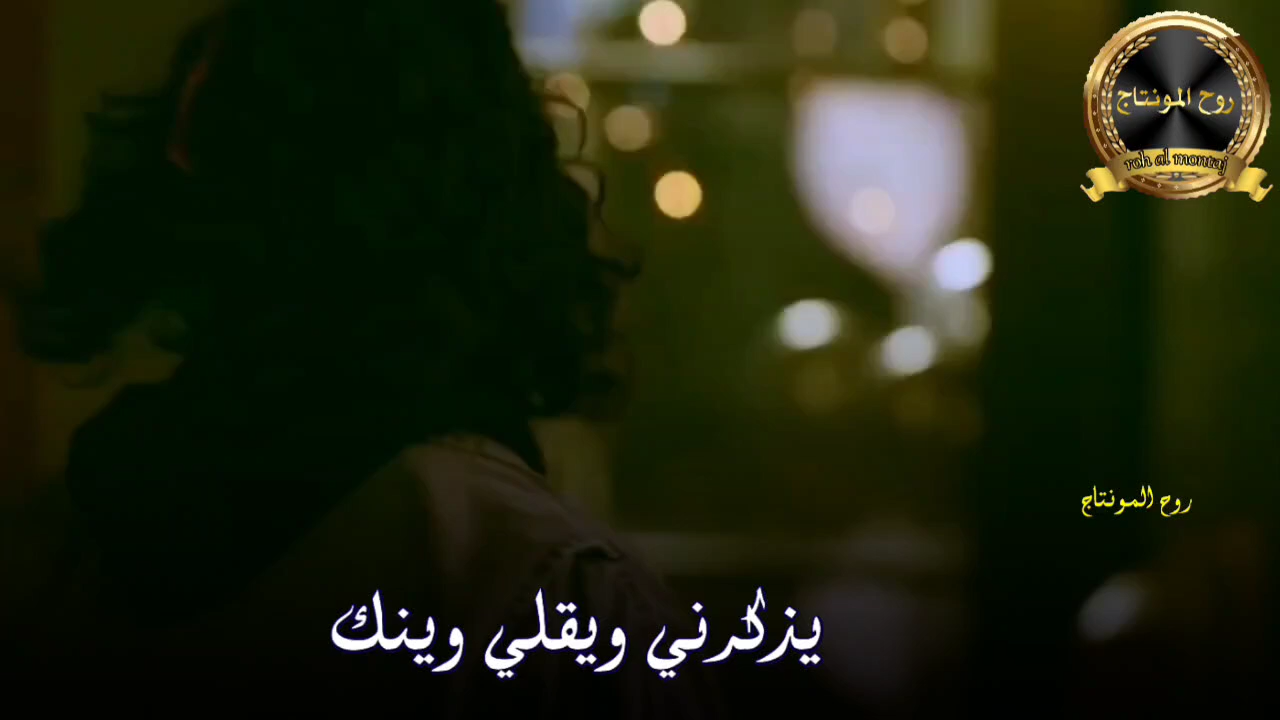 روح المونتاج
roh al montaj
روح المونتاج
يذكرني ويقلي وينك